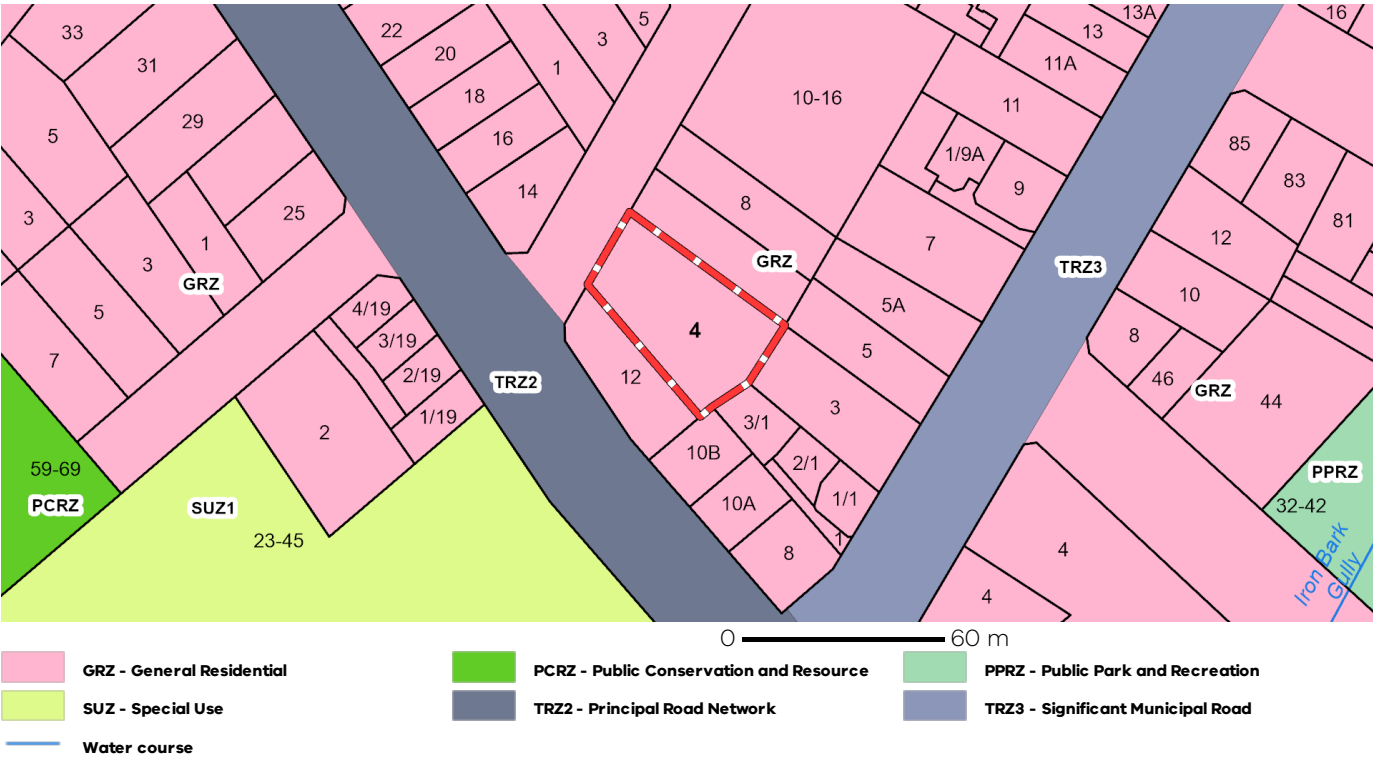 33
22
5
13A
16
31
20
3
13
1
11A
18
10-16
11
29
5
16
85
1/9A
83
14
9
3
25
8
81
1
7
12
3
GRZ
GRZ
TRZ3
10
5
4/19
5A
4
8
3/19
5
7
2/19
12
TRZ2
46
GRZ
44
1/19
3
3/1
2
10B
2/1
59-69
PPRZ
1/1
PCRZ
SUZ1
10A
32-42
23-45
1
8
4
4
Iron Bark
Gully
0 60 m
GRZ - General Residential
PCRZ - Public Conservation and Resource
PPRZ - Public Park and Recreation
SUZ - Special Use
TRZ2 - Principal Road Network
TRZ3 - Significant Municipal Road
Water course